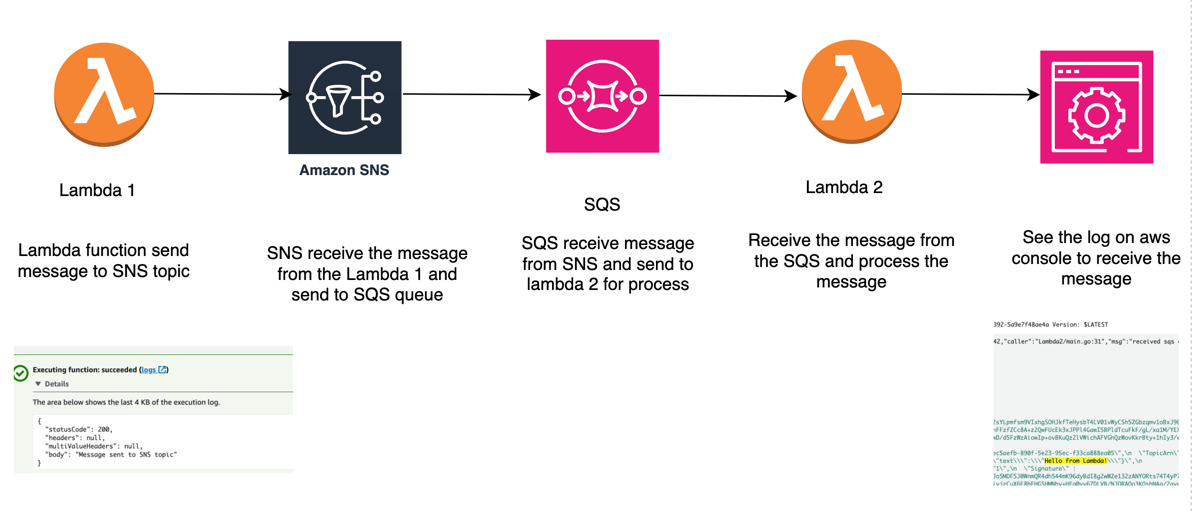 Amazon SNS
Lambda 1
SQS
Lambda 2
Lambda function send
message to SNS topic
SNS receive the message
from the Lambda 1 and
send to SQS queue
SQS receive message
from SNS and send to
lambda 2 for process
Receive the message from
the SQS and process the
message
See the log on aws
console to receive the
message
Executing function: succeeded (logs)
▼ Details
The area below shows the last 4 KB of the execution log.
{
"statusCode": 200,
"headers": null,
"multiValueHeaders": null,
"body": "Message sent to SNS topic"
}
392-5a9e7f48ae4a Version: $LATEST
42,"caller":"Lambda2/main.go:31","msg":"received sqs
ec5aefb-890f-5e23-95ec-f33ca888ea05\",\n \"TopicArn\"
\"text\\\":\\\"Hello from Lambda!\\\"}\",\n
"1\",\n \"Signature\" :